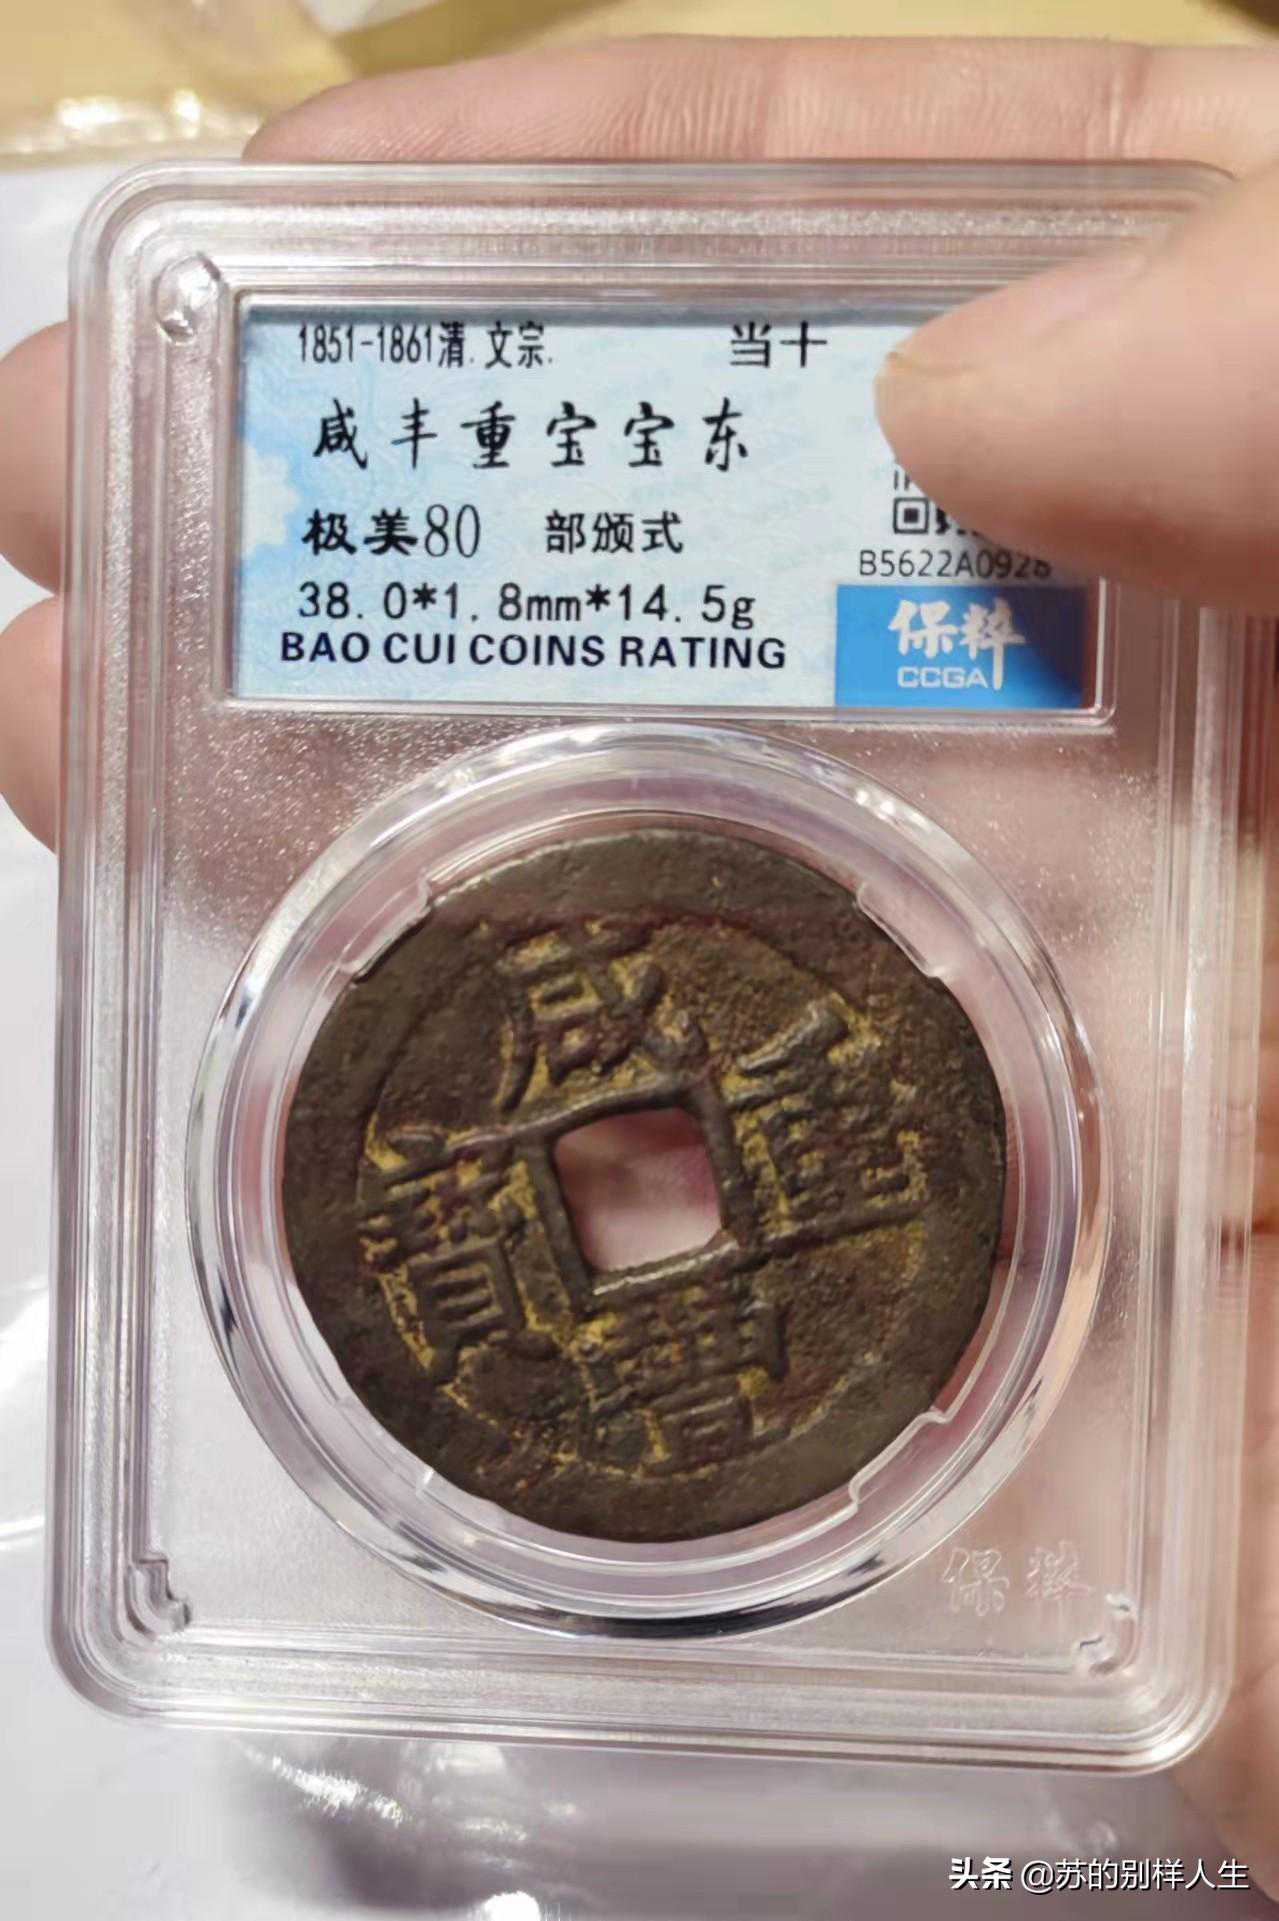 1851-1861清.文宗. 当十
咸丰重宝宝东
极美80 部颁式
38.0*1.8mm*14.5g
BAO CUI COINS RATING
B5622A0928
保粹
CCGA
咸
重
寶
豐
保粹
头条 @苏的别样人生